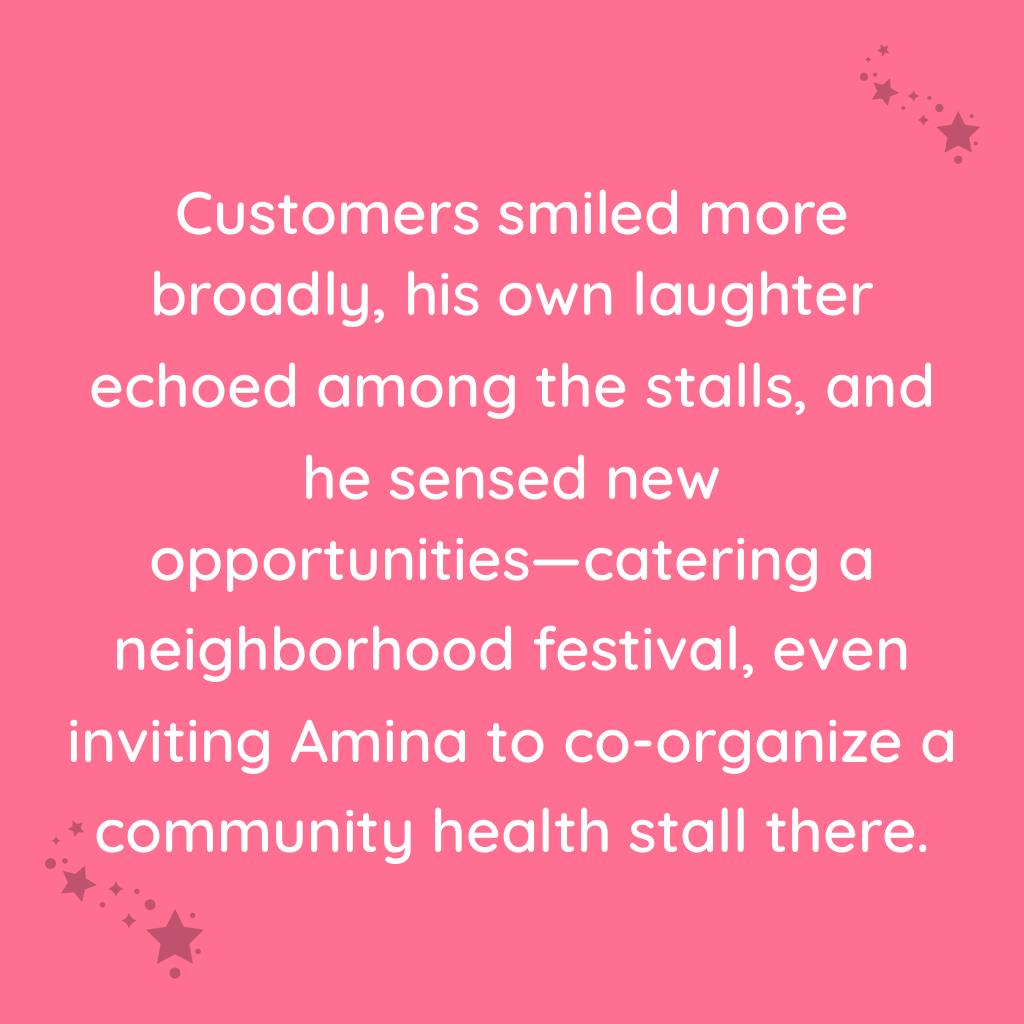 Customers smiled more
broadly, his own laughter
echoed among the stalls, and
he sensed new
opportunities—catering a
neighborhood festival, even
inviting Amina to co-organize a
community health stall there.